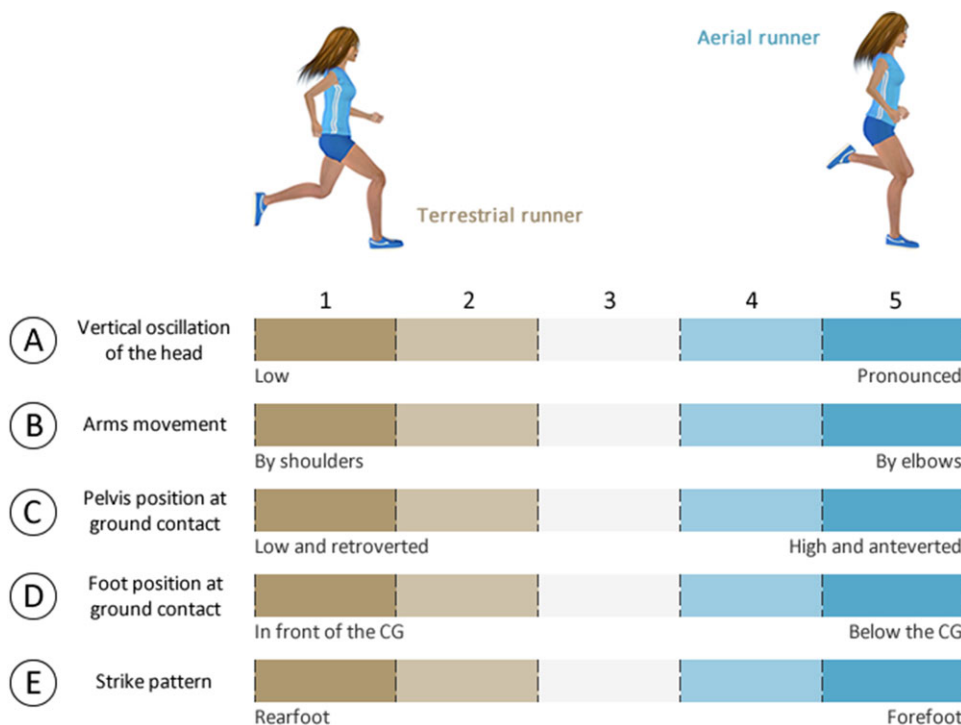 Aerial runner
Terrestrial runner
1 2 3 4 5
A
Vertical oscillation
of the head
Low Pronounced
B
Arms movement
By shoulders By elbows
C
Pelvis position at
ground contact
Low and retroverted High and anteverted
D
Foot position at
ground contact
In front of the CG Below the CG
E
Strike pattern
Rearfoot Forefoot